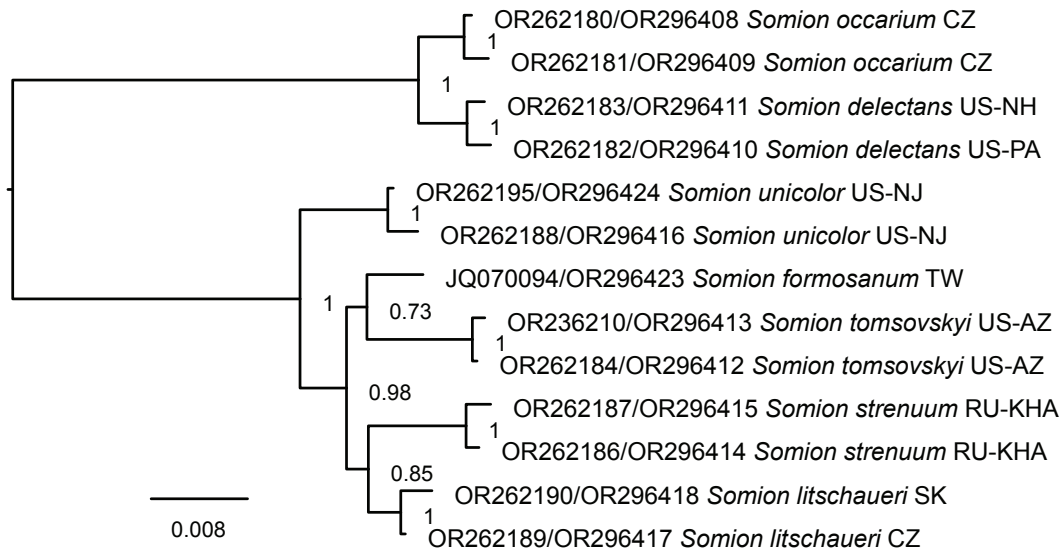 OR262180/OR296408 Somion occarium CZ
1
OR262181/OR296409 Somion occarium CZ
1
OR262183/OR296411 Somion delectans US-NH
1
OR262182/OR296410 Somion delectans US-PA
OR262195/OR296424 Somion unicolor US-NJ
1
OR262188/OR296416 Somion unicolor US-NJ
JQ070094/OR296423 Somion formosanum TW
1
0.73
OR236210/OR296413 Somion tomsovskyi US-AZ
1
OR262184/OR296412 Somion tomsovskyi US-AZ
0.98
OR262187/OR296415 Somion strenuum RU-KHA
1
OR262186/OR296414 Somion strenuum RU-KHA
0.85
OR262190/OR296418 Somion litschaueri SK
1
OR262189/OR296417 Somion litschaueri CZ
0.008